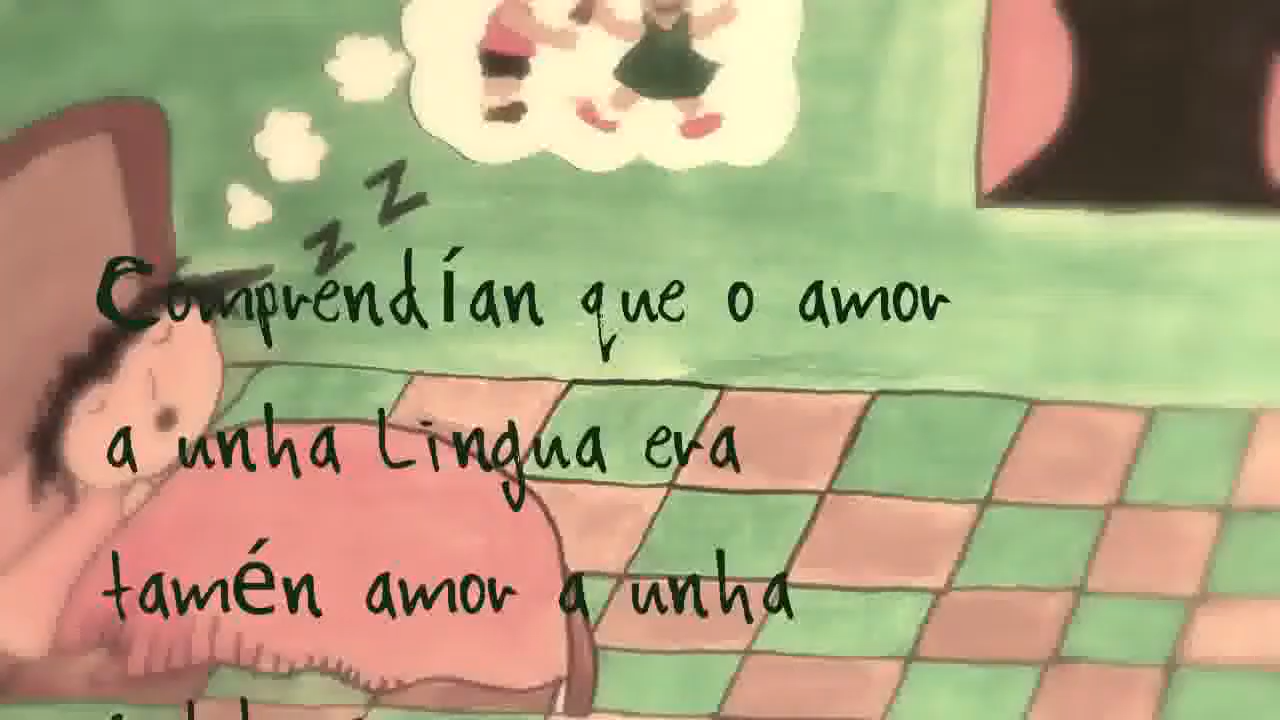 z z
Comprendían que o amor
a unha lingua era
tamén amor a unha